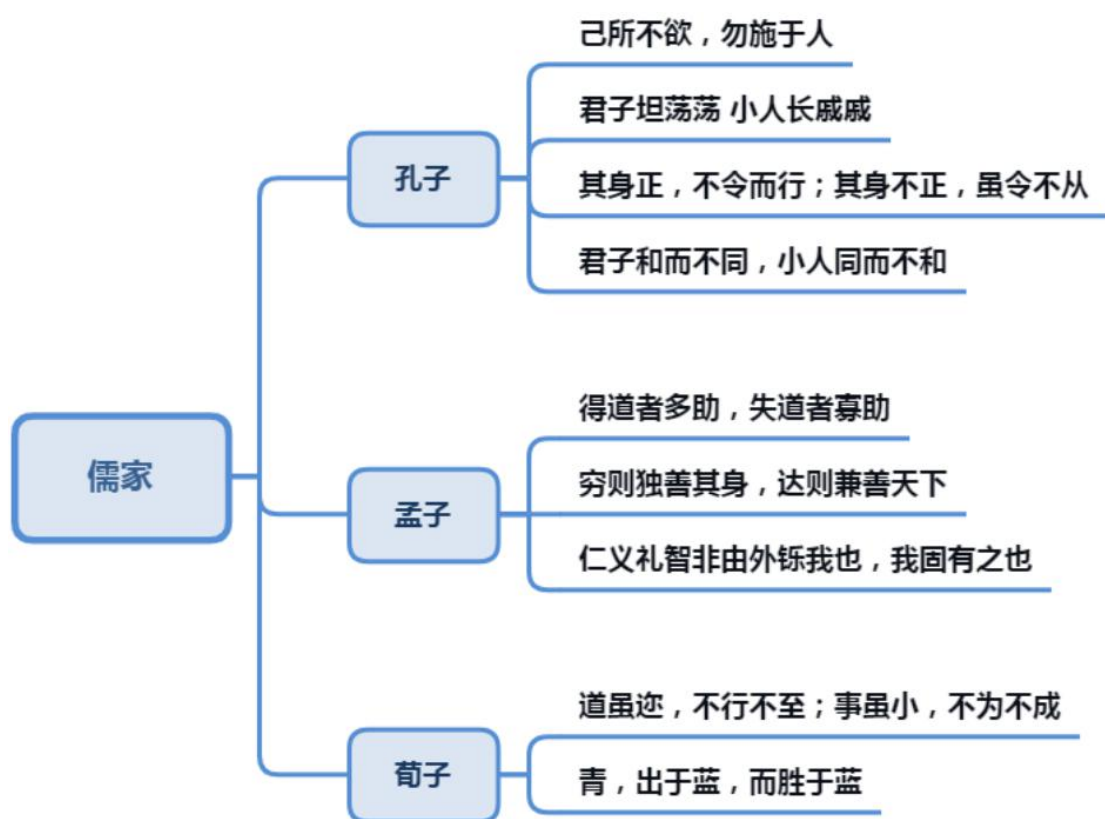 己所不欲，勿施于人
君子坦荡荡 小人长戚戚
孔子
其身正，不令而行；其身不正，虽令不从
君子和而不同，小人同而不和
得道者多助，失道者寡助
儒家
穷则独善其身，达则兼善天下
孟子
仁义礼智非由外铄我也，我固有之也
道虽迩，不行不至；事虽小，不为不成
荀子
青，出于蓝，而胜于蓝